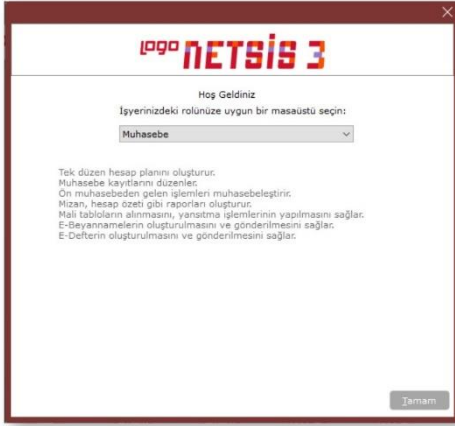 Logo NETSIS 3
Hoş Geldiniz
İşyerinizdeki rolünüze uygun bir masaüstü seçin:
Muhasebe
Tek düzen hesap planını oluşturur.
Muhasebe kayıtlarını düzenler.
Ön muhasebeden gelen işlemleri muhasebeleştirir.
Mizan, hesap özeti gibi raporları oluşturur.
Mali tabloların alınmasını, yansıtma işlemlerinin yapılmasını sağlar.
E-Beyannamelerin oluşturulmasını ve gönderilmesini sağlar.
E-Defterin oluşturulmasını ve gönderilmesini sağlar.
Tamam